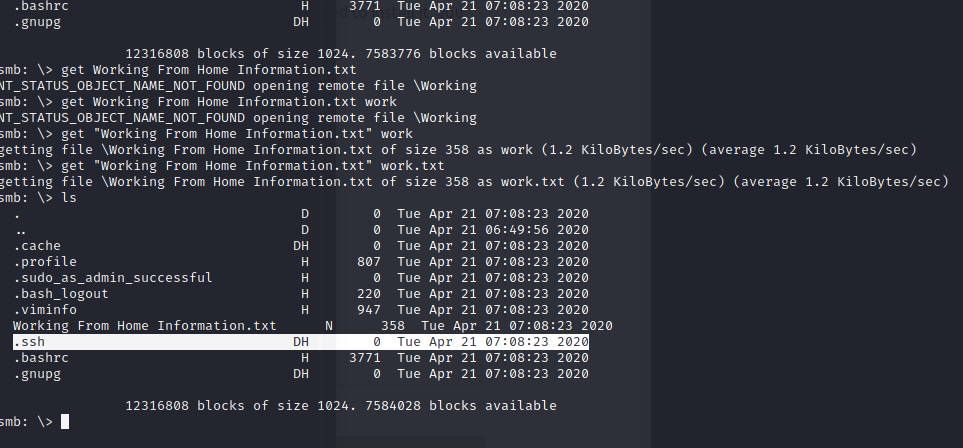 .bashrc                             H     3771  Tue Apr 21 07:08:23 2020
.gnupg                             DH        0  Tue Apr 21 07:08:23 2020
12316808 blocks of size 1024. 7583776 blocks available
smb: \> get Working From Home Information.txt
NT_STATUS_OBJECT_NAME_NOT_FOUND opening remote file \Working
smb: \> get Working From Home Information.txt work
NT_STATUS_OBJECT_NAME_NOT_FOUND opening remote file \Working
smb: \> get "Working From Home Information.txt" work
getting file \Working From Home Information.txt of size 358 as work (1.2 KiloBytes/sec) (average 1.2 KiloBytes/sec)
smb: \> get "Working From Home Information.txt" work.txt
getting file \Working From Home Information.txt of size 358 as work.txt (1.2 KiloBytes/sec) (average 1.2 KiloBytes/sec)
smb: \> ls
.                                   D        0  Tue Apr 21 07:08:23 2020
..                                  D        0  Tue Apr 21 06:49:56 2020
.cache                             DH        0  Tue Apr 21 07:08:23 2020
.profile                            H      807  Tue Apr 21 07:08:23 2020
.sudo_as_admin_successful           H        0  Tue Apr 21 07:08:23 2020
.bash_logout                        H      220  Tue Apr 21 07:08:23 2020
.viminfo                            H      947  Tue Apr 21 07:08:23 2020
Working From Home Information.txt      N      358  Tue Apr 21 07:08:23 2020
.ssh                               DH        0  Tue Apr 21 07:08:23 2020
.bashrc                             H     3771  Tue Apr 21 07:08:23 2020
.gnupg                             DH        0  Tue Apr 21 07:08:23 2020
12316808 blocks of size 1024. 7584028 blocks available
smb: \>